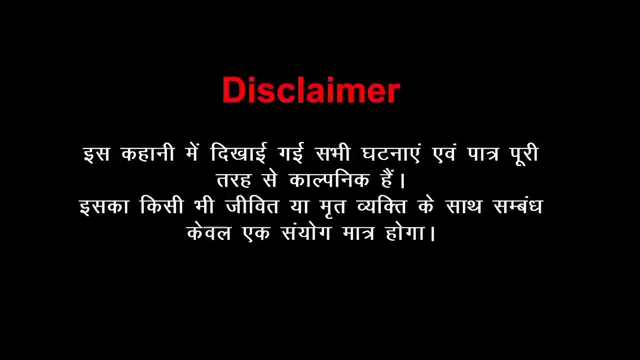 Disclaimer
इस कहानी में दिखाई गई सभी घटनाएं एवं पात्र पूरी
तरह से काल्पनिक हैं।
इसका किसी भी जीवित या मृत व्यक्ति के साथ सम्बंध
केवल एक संयोग मात्र होगा।